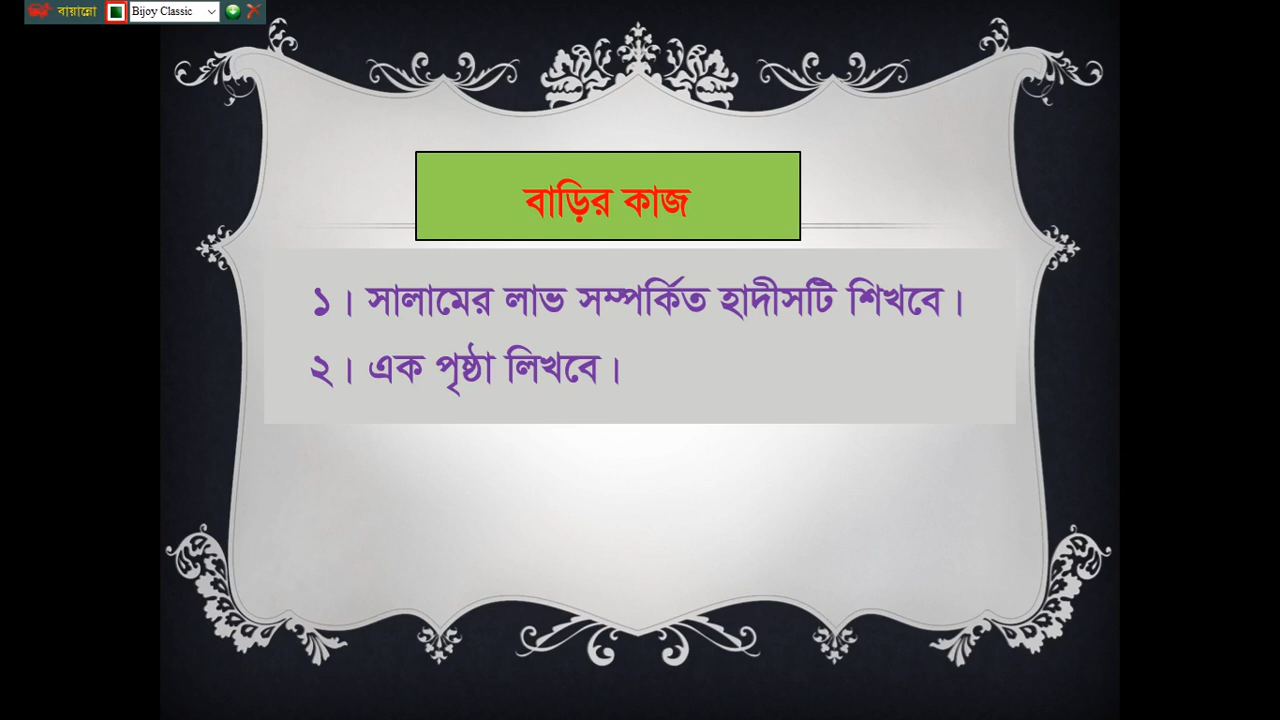 বায়ান্নো Bijoy Classic
বাড়ির কাজ
১। সালামের লাভ সম্পর্কিত হাদীসটি শিখবে।
২। এক পৃষ্ঠা লিখবে।